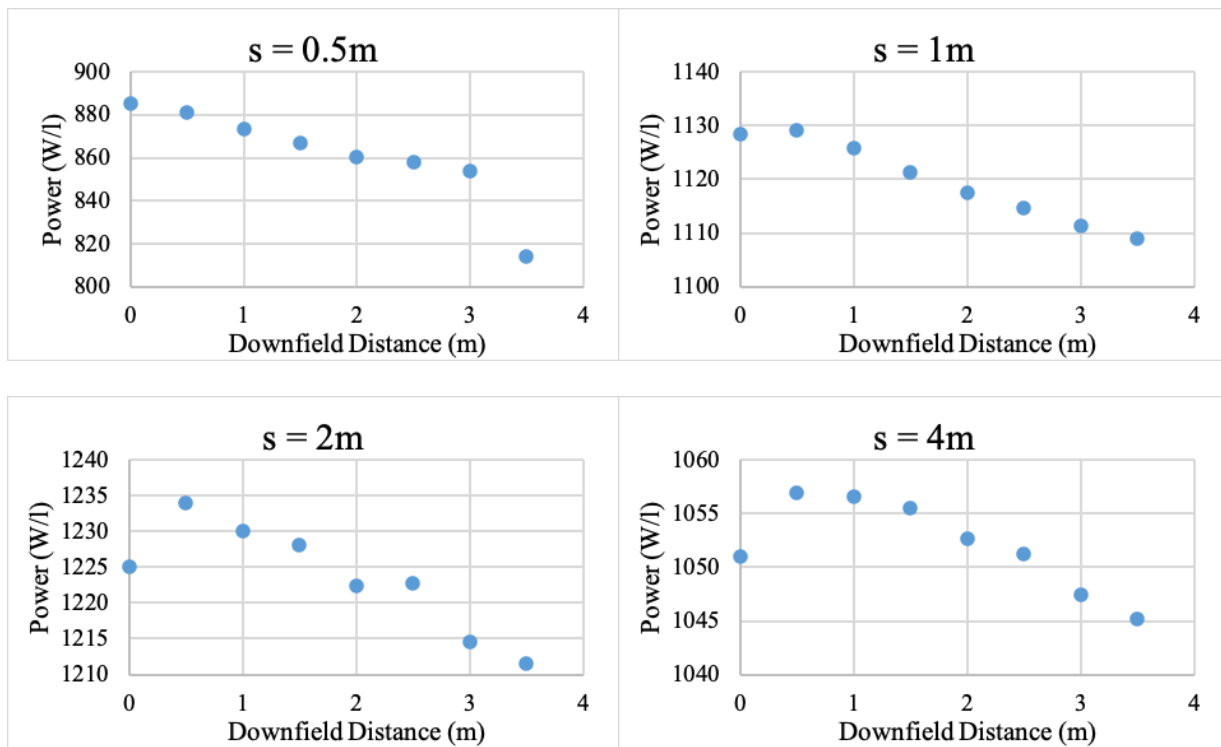 s = 0.5m
900
880
860
840
820
800
Power (W/l)
0 1 2 3 4
Downfield Distance (m)
s = 1m
1140
1130
1120
1110
1100
Power (W/l)
0 1 2 3 4
Downfield Distance (m)
s = 2m
1240
1235
1230
1225
1220
1215
1210
Power (W/l)
0 1 2 3 4
Downfield Distance (m)
s = 4m
1060
1055
1050
1045
1040
Power (W/l)
0 1 2 3 4
Downfield Distance (m)